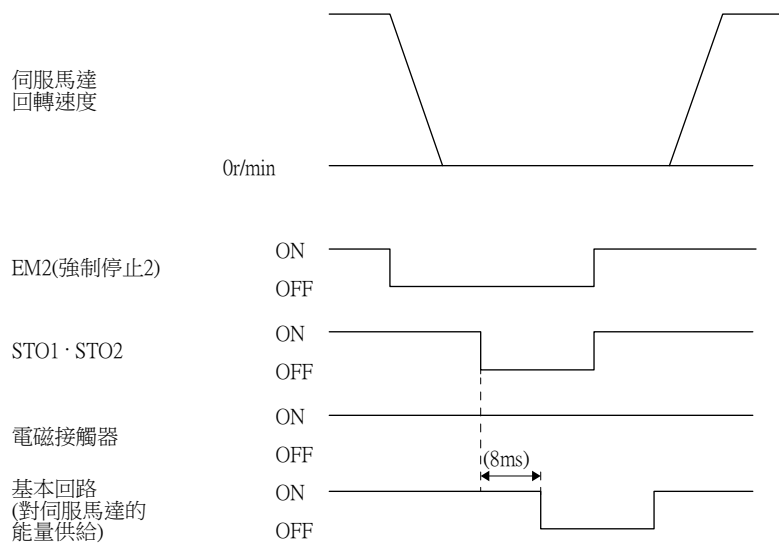 伺服馬達
回轉速度
0r/min
EM2(強制停止2)
ON
OFF
STO1 · STO2
ON
OFF
電磁接觸器
ON
OFF
(8ms)
基本回路
(對伺服馬達的
能量供給)
ON
OFF